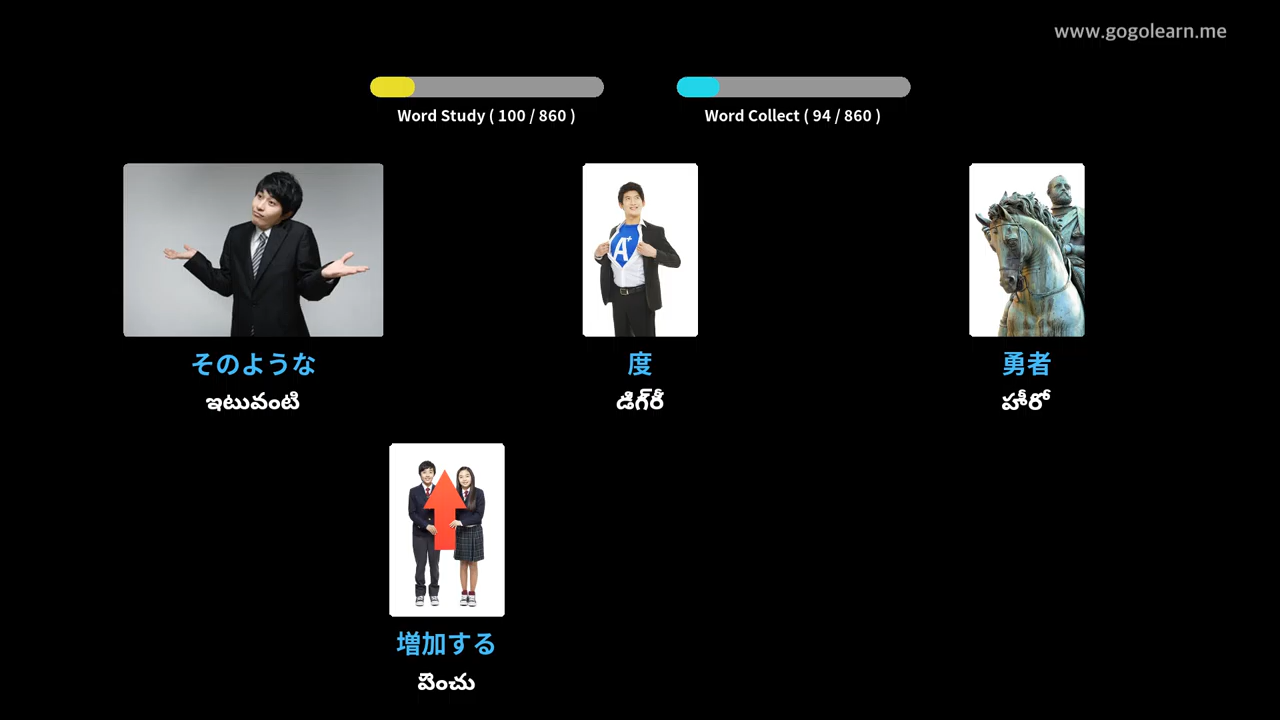 www.gogolearn.me
Word Study ( 100 / 860 )
Word Collect ( 94 / 860 )
A+
そのような
ఇటువంటి
度
డిగ్రీ
勇者
హీరో
増加する
పెంచు